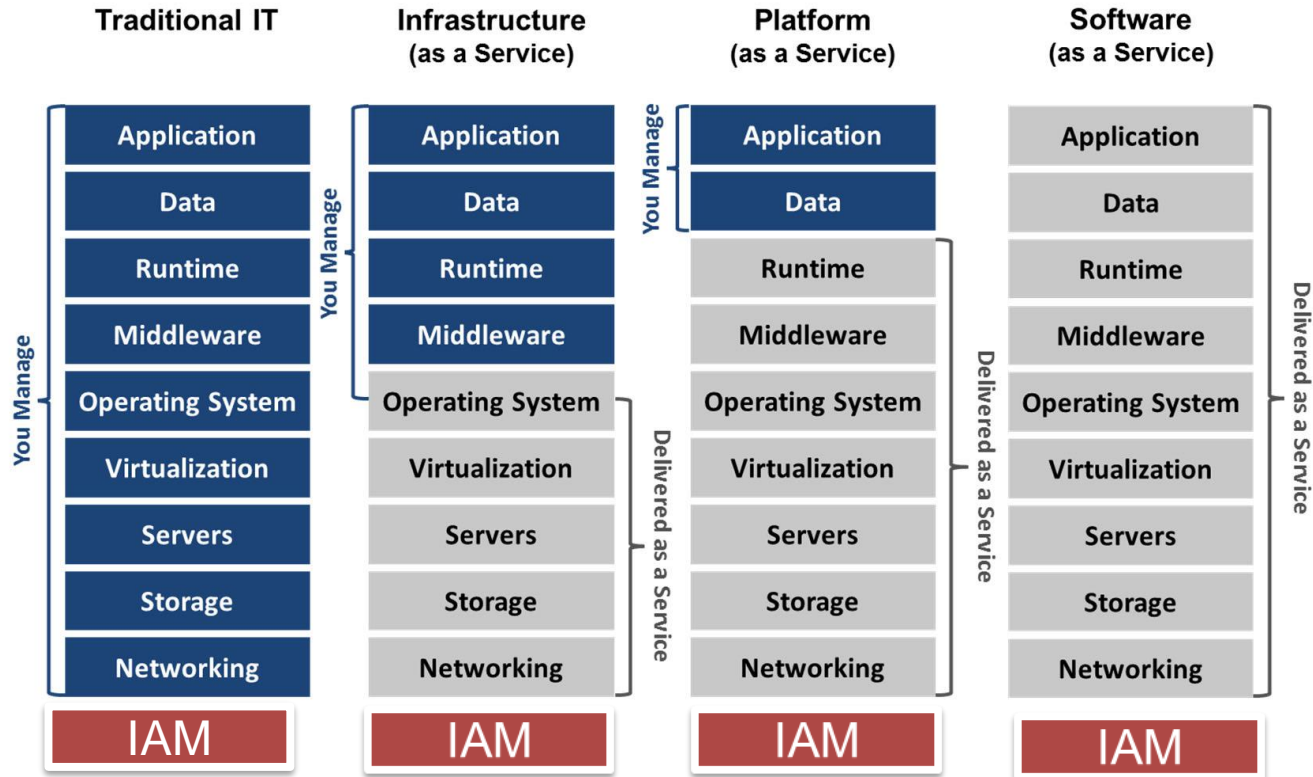 Traditional IT
You Manage
Application
Data
Runtime
Middleware
Operating System
Virtualization
Servers
Storage
Networking
IAM
Infrastructure
(as a Service)
You Manage
Application
Data
Runtime
Middleware
Operating System
Virtualization
Servers
Storage
Networking
Delivered as a Service
IAM
Platform
(as a Service)
You Manage
Application
Data
Runtime
Middleware
Operating System
Virtualization
Servers
Storage
Networking
Delivered as a Service
IAM
Software
(as a Service)
Application
Data
Runtime
Middleware
Operating System
Virtualization
Servers
Storage
Networking
Delivered as a Service
IAM